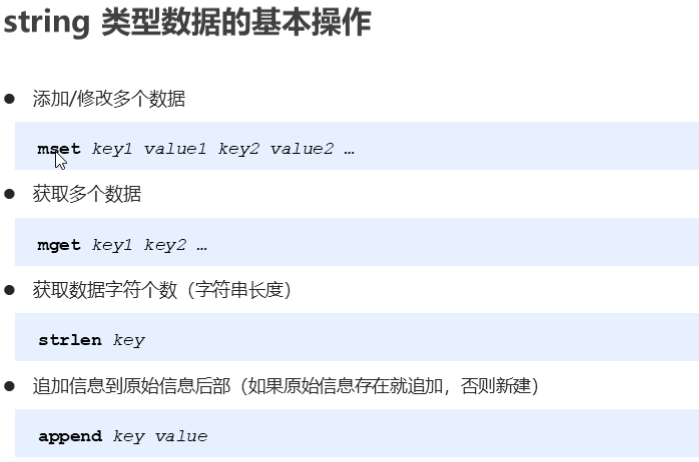 string 类型数据的基本操作
● 添加/修改多个数据
mset key1 value1 key2 value2 …
● 获取多个数据
mget key1 key2 …
● 获取数据字符个数（字符串长度）
strlen key
● 追加信息到原始信息后部（如果原始信息存在就追加，否则新建）
append key value